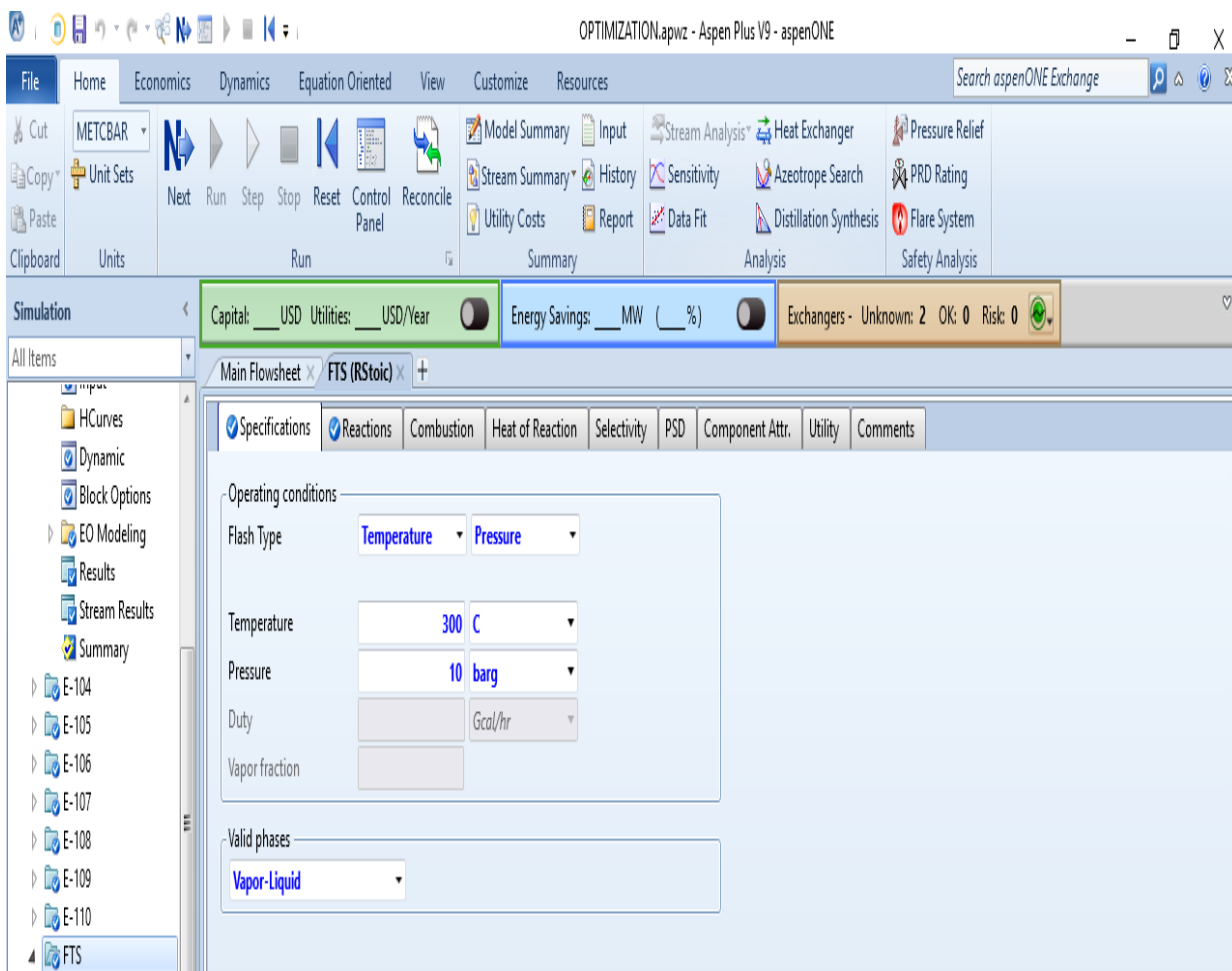 OPTIMIZATION.apwz - Aspen Plus V9 - aspenONE
File Home Economics Dynamics Equation Oriented View Customize Resources Search aspenONE Exchange
Cut METCBAR Model Summary Input Stream Analysis Heat Exchanger Pressure Relief
Copy Unit Sets Stream Summary History Sensitivity Azeotrope Search PRD Rating
Next Run Step Stop Reset Control Panel Reconcile
Paste Utility Costs Report Data Fit Distillation Synthesis Flare System
Clipboard Units Run Summary Analysis Safety Analysis
Simulation Capital: ___USD Utilities: ___USD/Year Energy Savings: ___MW (___%) Exchangers - Unknown: 2 OK: 0 Risk: 0
All Items Main Flowsheet FTS (RStoic)
Input
HCurves
Dynamic
Block Options
EO Modeling
Results
Stream Results
Summary
E-104
E-105
E-106
E-107
E-108
E-109
E-110
FTS
Specifications Reactions Combustion Heat of Reaction Selectivity PSD Component Attr. Utility Comments
Operating conditions
Flash Type Temperature Pressure
Temperature 300 C
Pressure 10 barg
Duty Gcal/hr
Vapor fraction
Valid phases
Vapor-Liquid